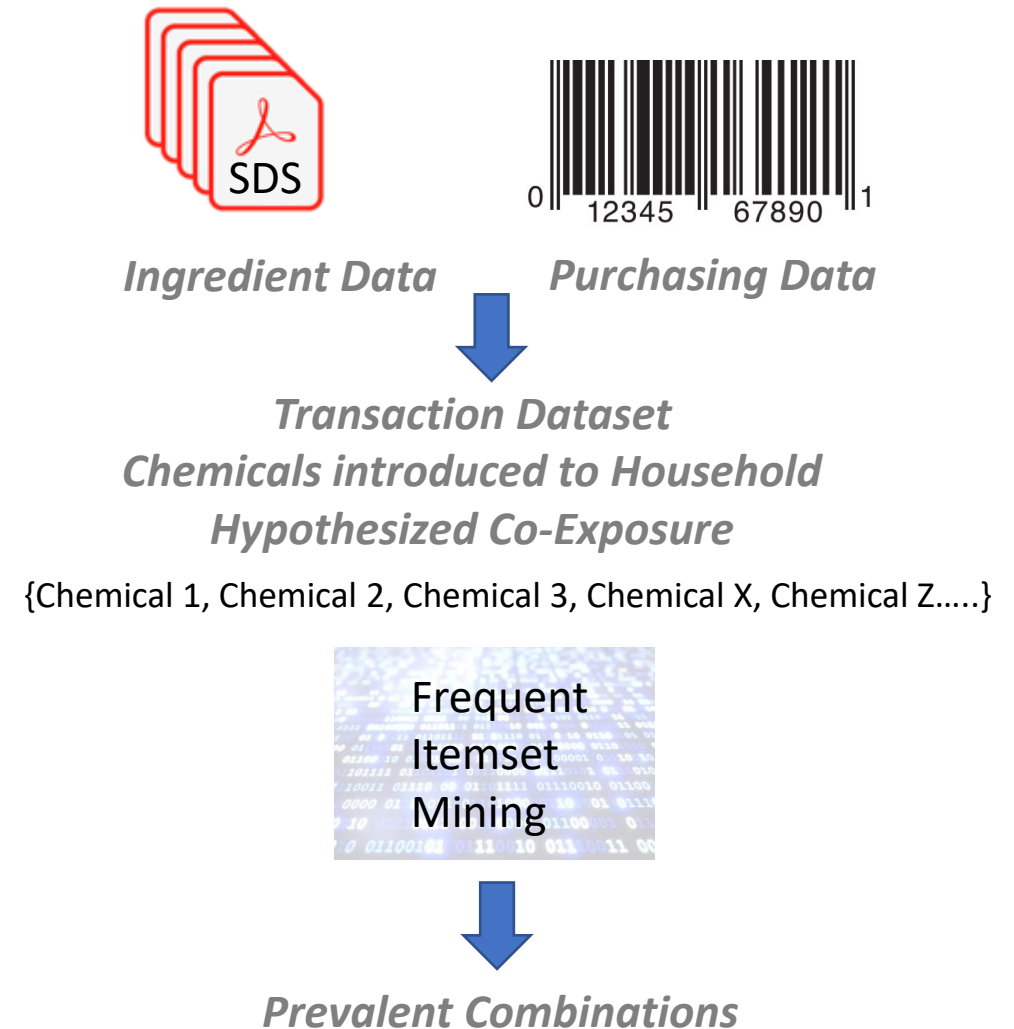 SDS
0 12345 67890 1
Ingredient Data
Purchasing Data
Transaction Dataset
Chemicals introduced to Household
Hypothesized Co-Exposure
{Chemical 1, Chemical 2, Chemical 3, Chemical X, Chemical Z…..}
Frequent
Itemset
Mining
Prevalent Combinations